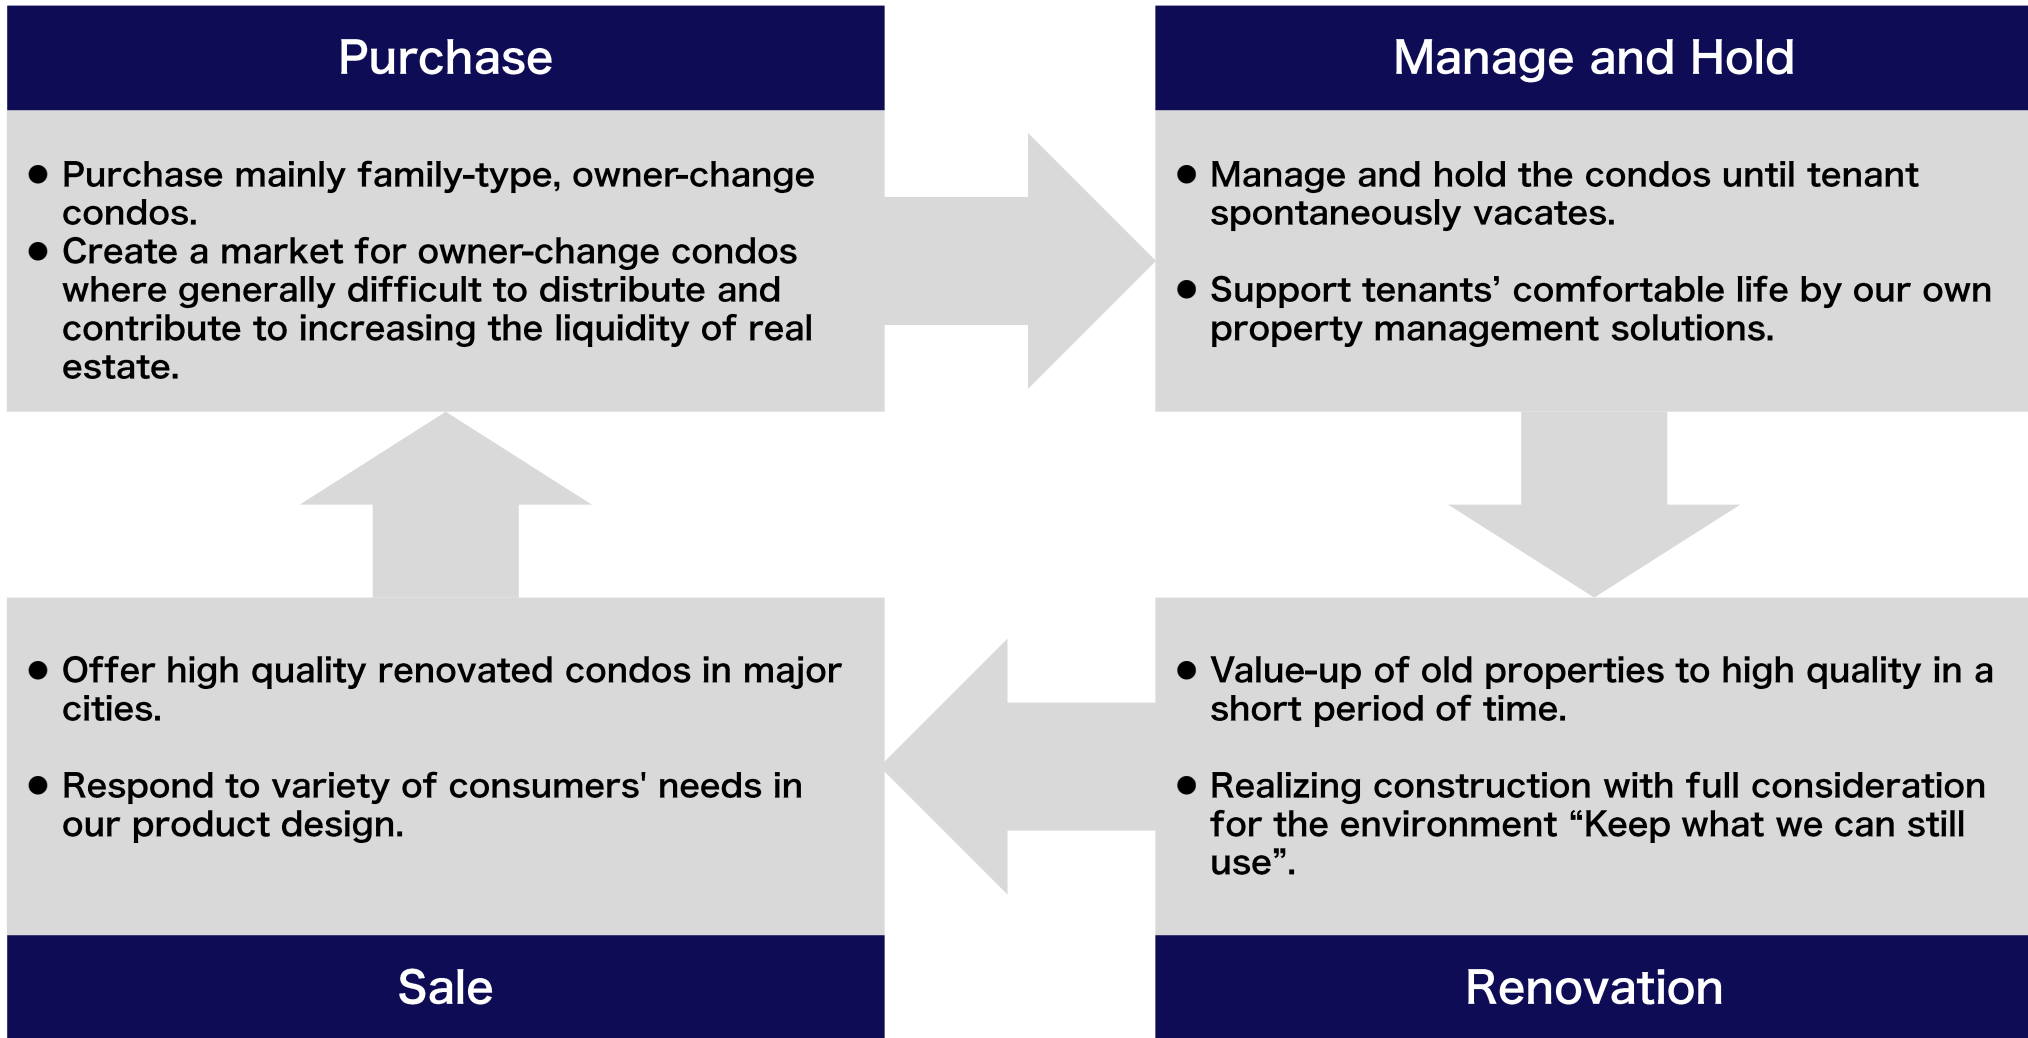 Purchase
● Purchase mainly family-type, owner-change
condos.
● Create a market for owner-change condos
where generally difficult to distribute and
contribute to increasing the liquidity of real
estate.
Manage and Hold
● Manage and hold the condos until tenant
spontaneously vacates.
● Support tenants’ comfortable life by our own
property management solutions.
● Value-up of old properties to high quality in a
short period of time.
● Realizing construction with full consideration
for the environment “Keep what we can still
use”.
Renovation
● Offer high quality renovated condos in major
cities.
● Respond to variety of consumers' needs in
our product design.
Sale